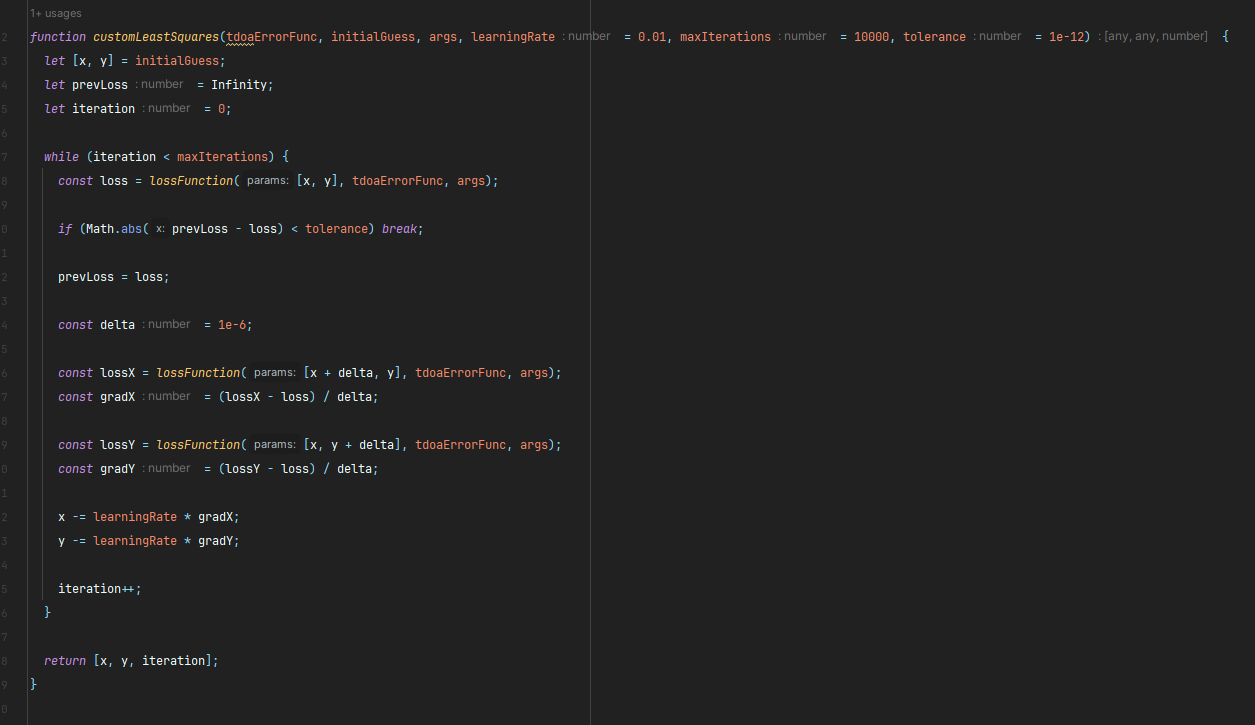 1+ usages
2 function customLeastSquares(tdoaErrorFunc, initialGuess, args, learningRate : number = 0.01, maxIterations : number = 10000, tolerance : number = 1e-12) : [any, any, number] {
3 let [x, y] = initialGuess;
4 let prevLoss : number = Infinity;
5 let iteration : number = 0;
6
7 while (iteration < maxIterations) {
8 const loss = lossFunction( params: [x, y], tdoaErrorFunc, args);
9
0 if (Math.abs( x: prevLoss - loss) < tolerance) break;
1
2 prevLoss = loss;
3
4 const delta : number = 1e-6;
5
6 const lossX = lossFunction( params: [x + delta, y], tdoaErrorFunc, args);
7 const gradX : number = (lossX - loss) / delta;
8
9 const lossY = lossFunction( params: [x, y + delta], tdoaErrorFunc, args);
0 const gradY : number = (lossY - loss) / delta;
1
2 x -= learningRate * gradX;
3 y -= learningRate * gradY;
4
5 iteration++;
6 }
7
8 return [x, y, iteration];
9 }
0